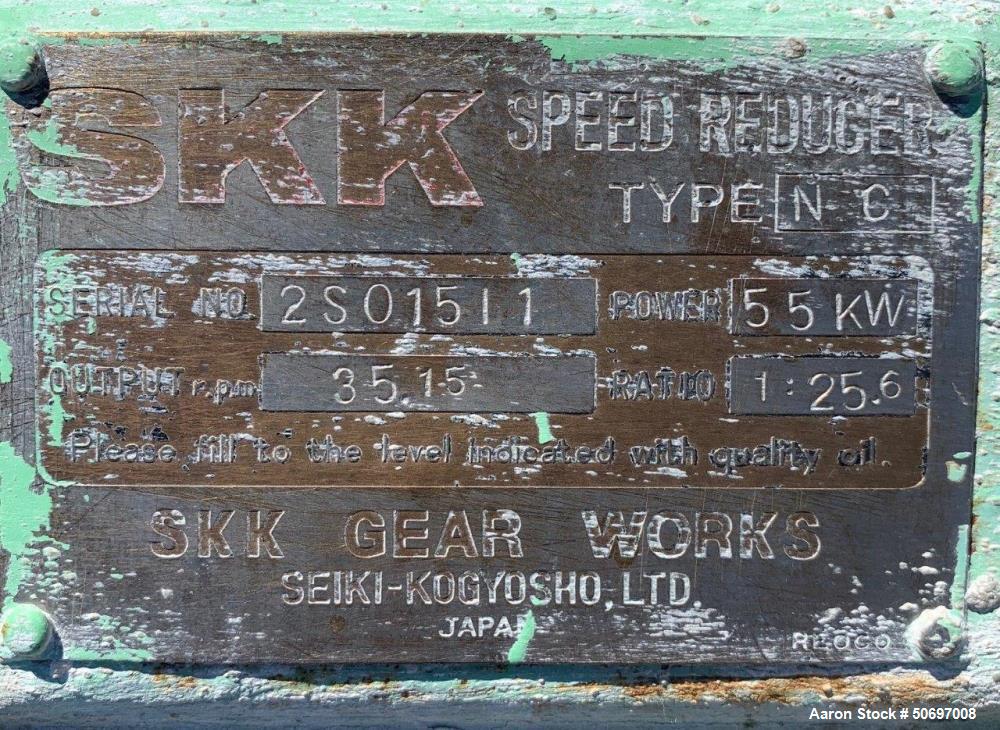 SKK SPEED REDUCER
TYPE N C
SERIAL NO. 2S01511 POWER 55 KW
OUTPUT r.p.m 35.15 RATIO 1:25.6
Please fill to the level indicated with quality oil.
SKK GEAR WORKS
SEIKI-KOGYOSHO, LTD.
JAPAN
Aaron Stock # 50697008